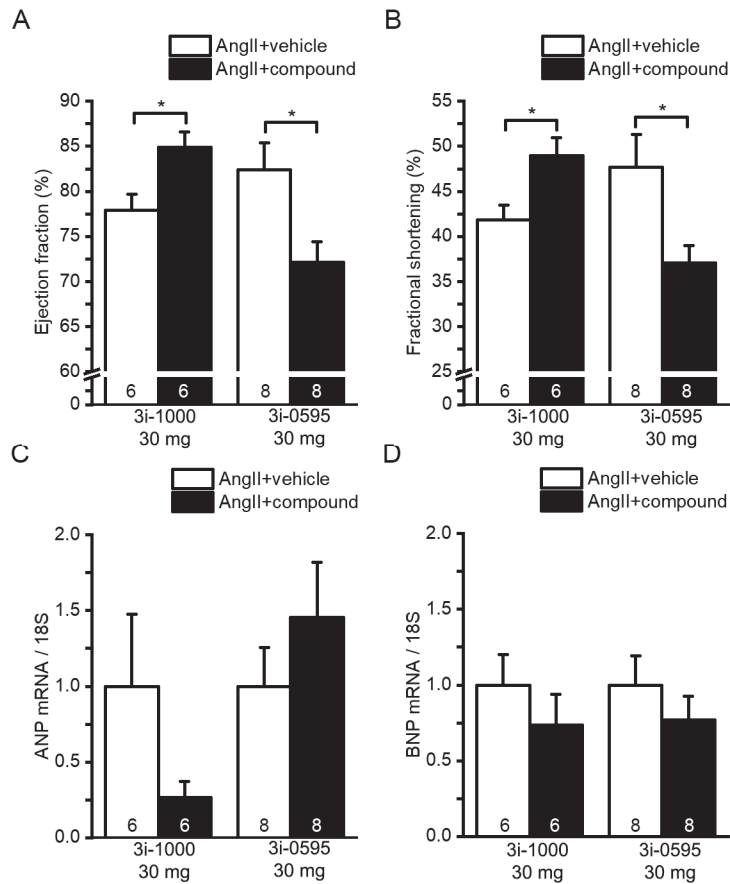 A
AngII+vehicle
AngII+compound
90
85
80
75
70
65
60
0
Ejection fraction (%)
*
*
6
6
8
8
3i-1000
30 mg
3i-0595
30 mg
B
AngII+vehicle
AngII+compound
55
50
45
40
35
30
25
0
Fractional shortening (%)
*
*
6
6
8
8
3i-1000
30 mg
3i-0595
30 mg
C
AngII+vehicle
AngII+compound
2.0
1.5
1.0
0.5
0.0
ANP mRNA / 18S
6
6
8
8
3i-1000
30 mg
3i-0595
30 mg
D
AngII+vehicle
AngII+compound
2.0
1.5
1.0
0.5
0.0
BNP mRNA / 18S
6
6
8
8
3i-1000
30 mg
3i-0595
30 mg